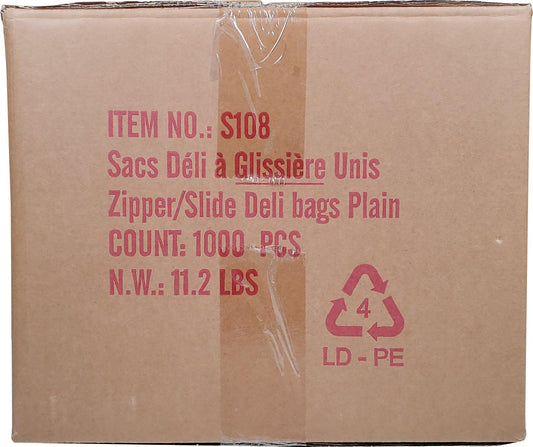 ITEM NO.: S108
Sacs Déli à Glissière Unis
Zipper/Slide Deli bags Plain
COUNT: 1000 PCS
N.W.: 11.2 LBS
4
LD - PE